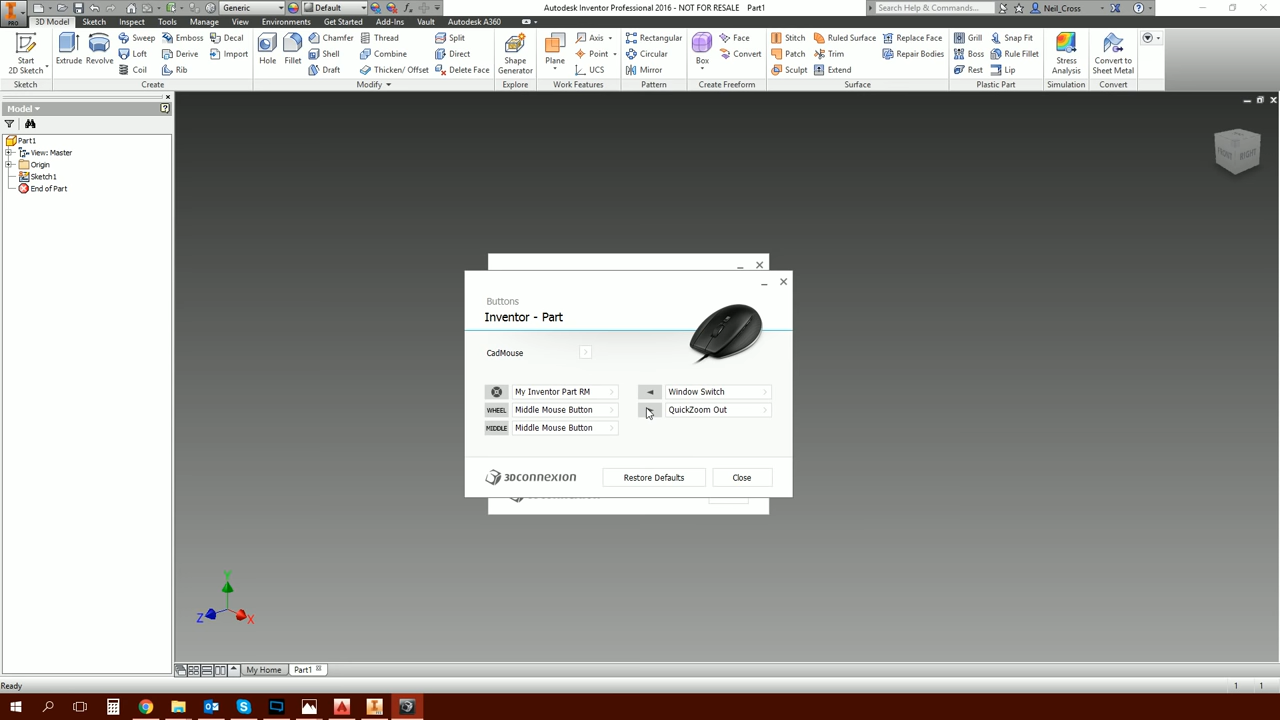 Generic
Default
Autodesk Inventor Professional 2016 - NOT FOR RESALE Part1
Search Help & Commands...
Neil_Cross
PRO
3D Model
Sketch
Inspect
Tools
Manage
View
Environments
Get Started
Add-Ins
Vault
Autodesk A360
Start
2D Sketch
Extrude
Revolve
Sweep
Emboss
Decal
Loft
Derive
Import
Coil
Rib
Hole
Fillet
Chamfer
Thread
Split
Shell
Combine
Direct
Draft
Thicken/ Offset
Delete Face
Shape
Generator
Plane
Axis
Point
UCS
Rectangular
Circular
Mirror
Box
Face
Convert
Stitch
Ruled Surface
Replace Face
Patch
Trim
Repair Bodies
Sculpt
Extend
Grill
Snap Fit
Boss
Rule Fillet
Rest
Lip
Stress
Analysis
Convert to
Sheet Metal
Sketch
Create
Modify
Explore
Work Features
Pattern
Create Freeform
Surface
Plastic Part
Simulation
Convert
Model
Part1
View: Master
Origin
Sketch1
End of Part
FRONT
RIGHT
Buttons
Inventor - Part
CadMouse
My Inventor Part RM
Window Switch
WHEEL
Middle Mouse Button
QuickZoom Out
MIDDLE
Middle Mouse Button
3DCONNEXION
Restore Defaults
Close
Y
Z
X
My Home
Part1
Ready
1
1